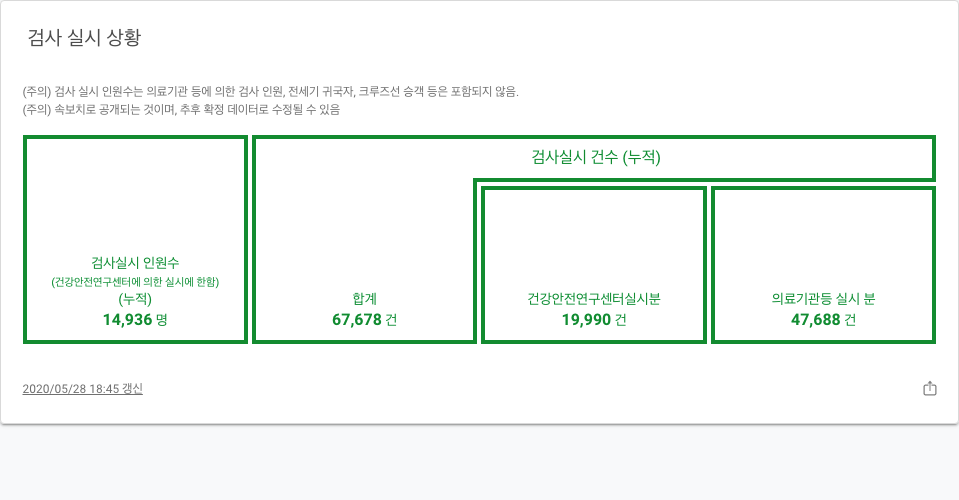 검사 실시 상황
(주의) 검사 실시 인원수는 의료기관 등에 의한 검사 인원, 전세기 귀국자, 크루즈선 승객 등은 포함되지 않음.
(주의) 속보치로 공개되는 것이며, 추후 확정 데이터로 수정될 수 있음
검사실시 인원수
(건강안전연구센터에 의한 실시에 한함)
(누적)
14,936 명
검사실시 건수 (누적)
합계
67,678 건
건강안전연구센터실시분
19,990 건
의료기관등 실시 분
47,688 건
2020/05/28 18:45 갱신